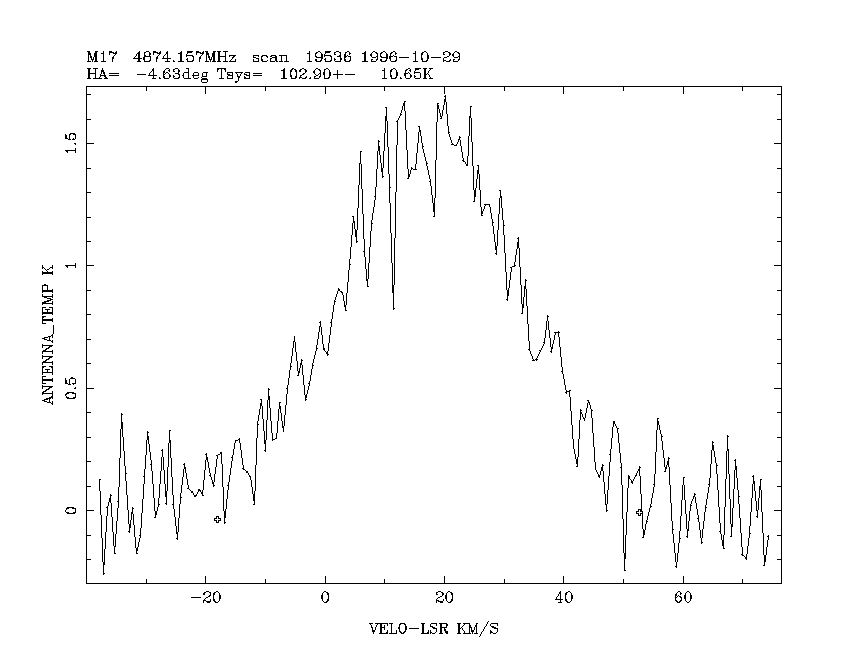 M17 4874.157MHz scan 19536 1996-10-29
HA= -4.63deg Tsys= 102.90+- 10.65K
1.5
1
0.5
0
ANTENNA_TEMP K
-20 0 20 40 60
VELO-LSR KM/S